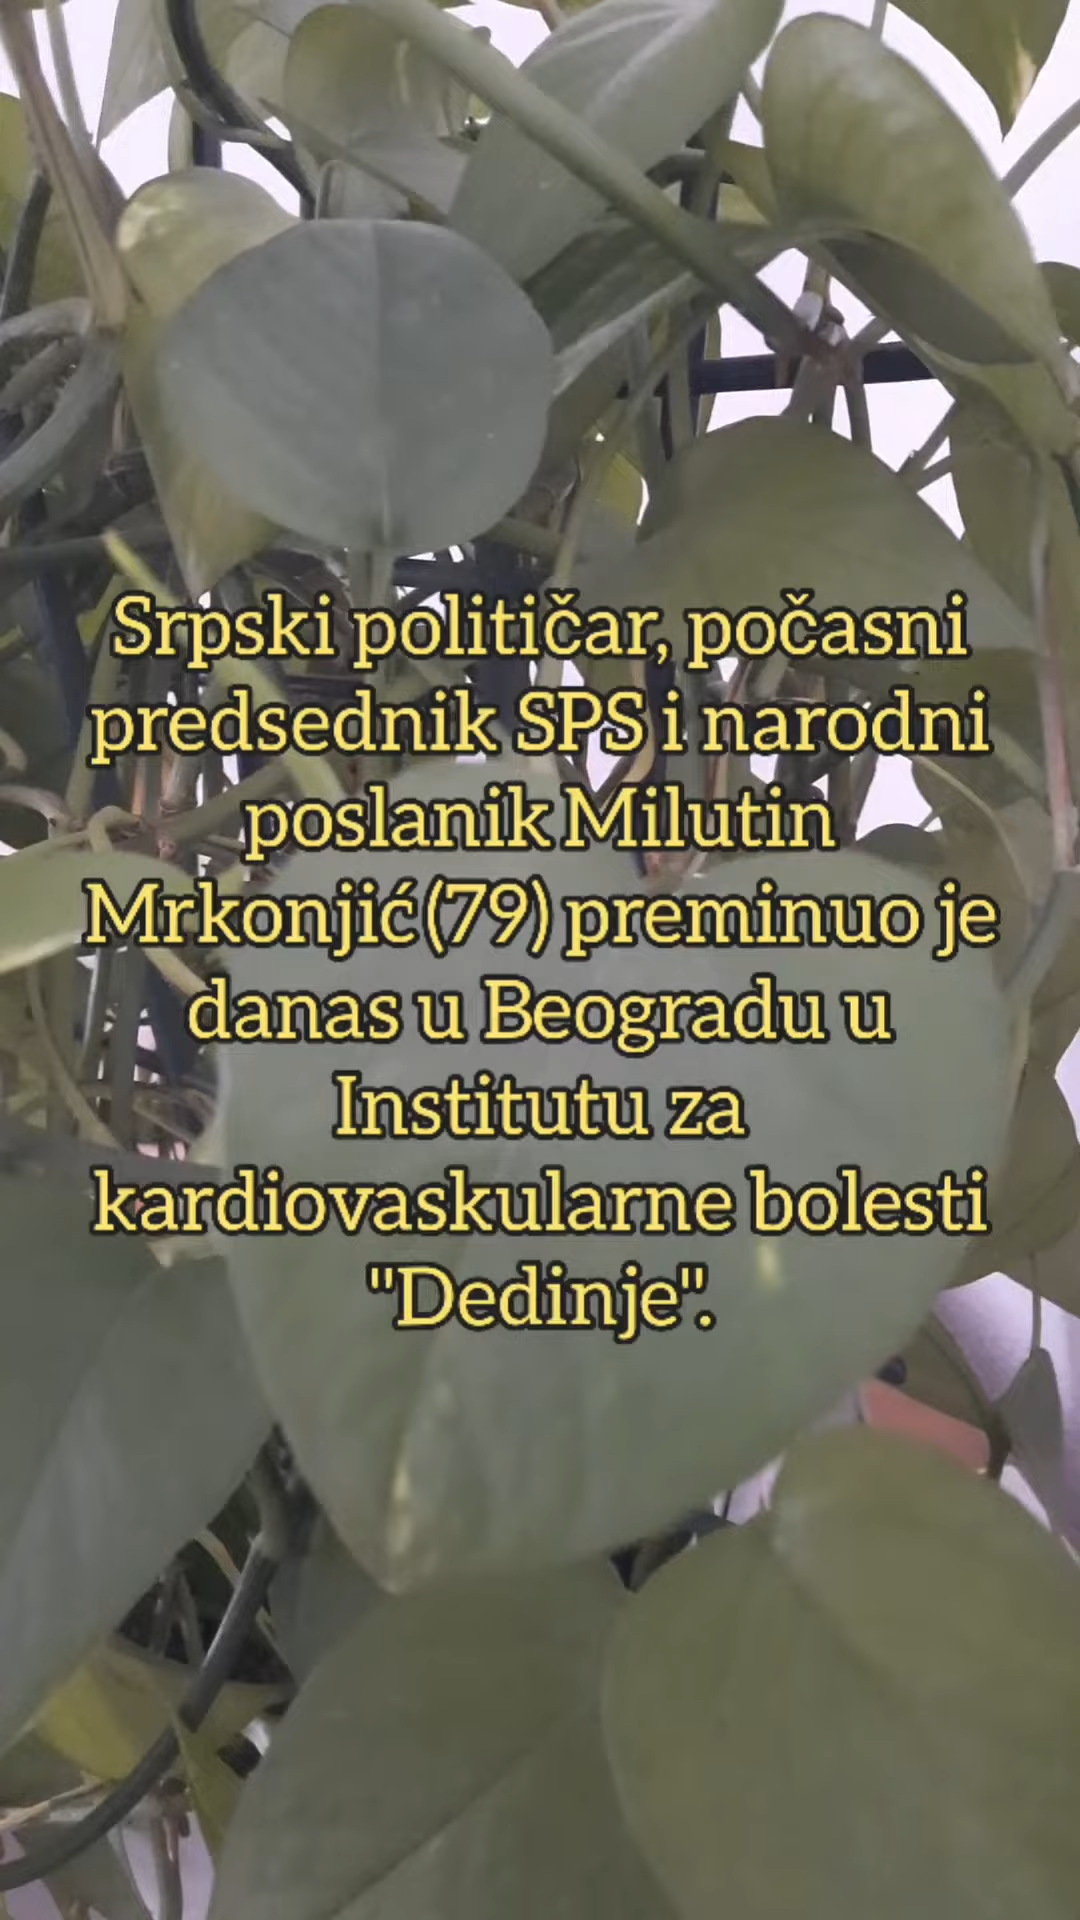 Srpski političar, počasni
predsednik SPS i narodni
poslanik Milutin
Mrkonjić(79) preminuo je
danas u Beogradu u
Institutu za
kardiovaskularne bolesti
"Dedinje".